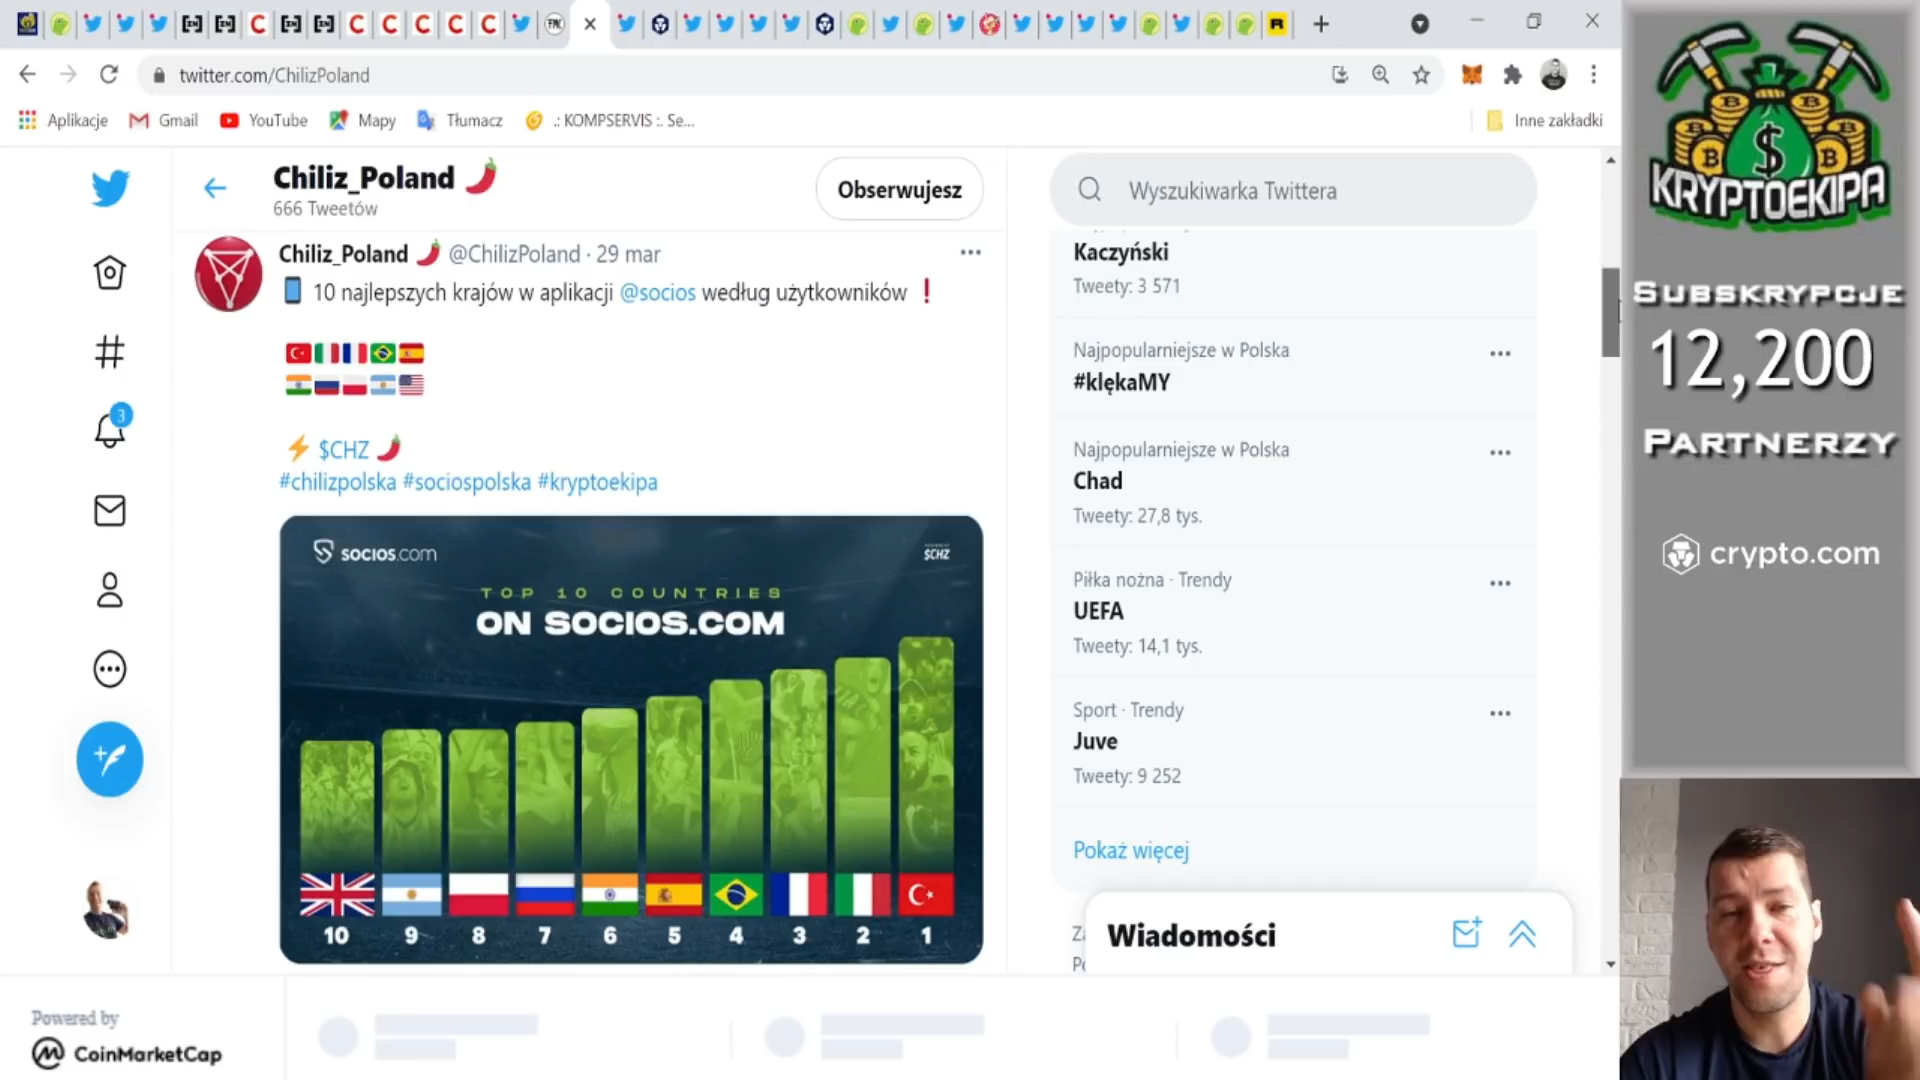 twitter.com/ChilizPoland
Aplikacje
Gmail
YouTube
Mapy
Tłumacz
.: KOMPSERVIS :. Se...
Inne zakładki
Chiliz_Poland
666 Tweetów
Obserwujesz
Wyszukiwarka Twittera
Chiliz_Poland @ChilizPoland · 29 mar
10 najlepszych krajów w aplikacji @socios według użytkowników
$CHZ
#chilizpolska #sociospolska #kryptoekipa
socios.com
$CHZ
TOP 10 COUNTRIES
ON SOCIOS.COM
10 9 8 7 6 5 4 3 2 1
3
Kaczyński
Tweety: 3 571
Najpopularniejsze w Polska
#klękaMY
Najpopularniejsze w Polska
Chad
Tweety: 27,8 tys.
Piłka nożna · Trendy
UEFA
Tweety: 14,1 tys.
Sport · Trendy
Juve
Tweety: 9 252
Pokaż więcej
Wiadomości
Powered by
CoinMarketCap
KRYPTOEKIPA
SUBSKRYPCJE
12,200
PARTNERZY
crypto.com